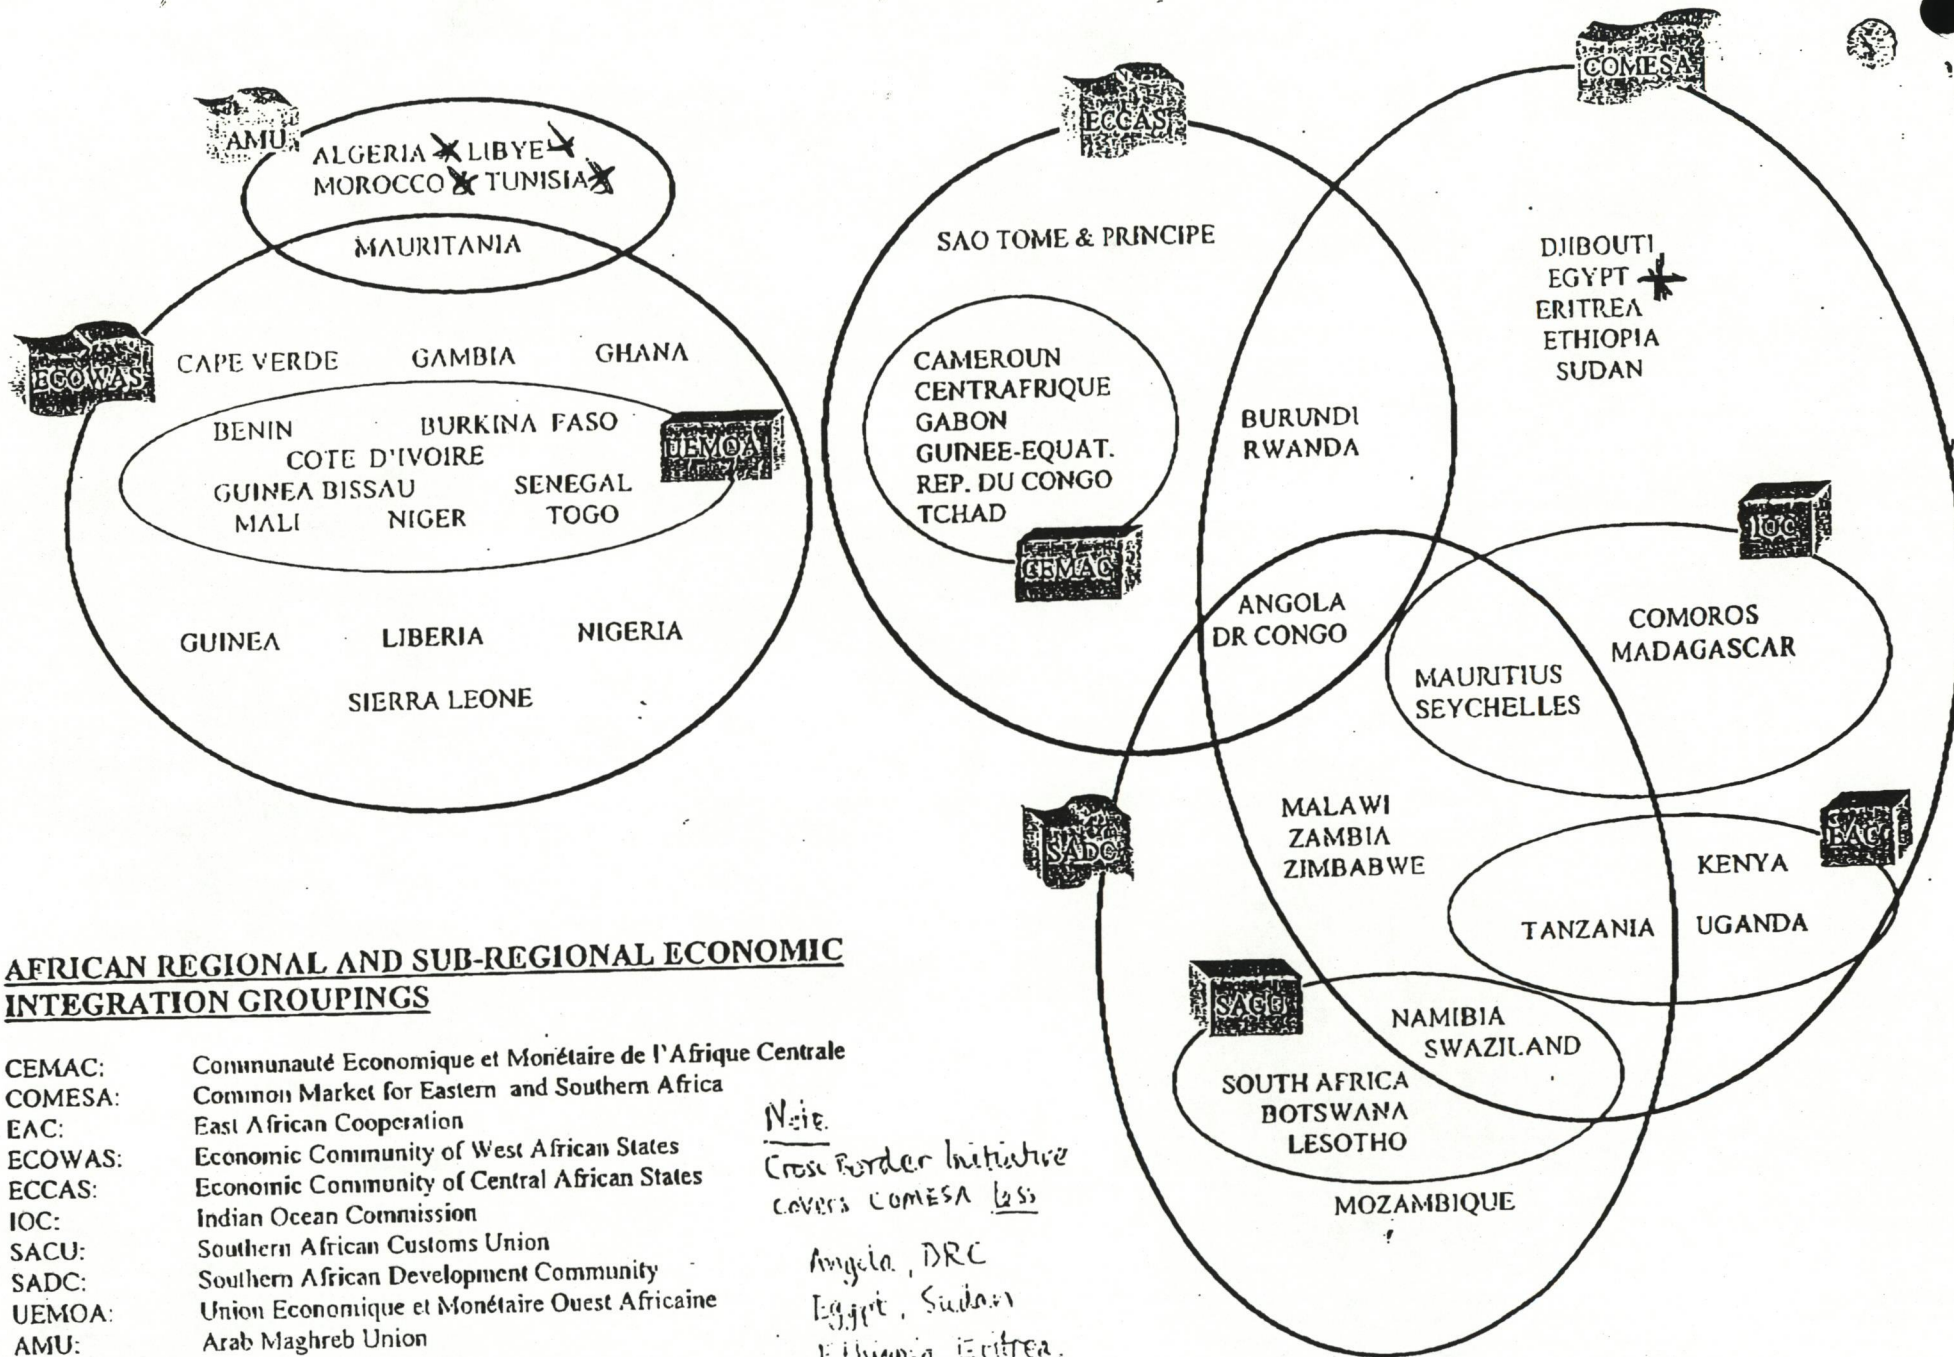 AMU
ALGERIA LIBYE
MOROCCO TUNISIA
MAURITANIA
ECOWAS
CAPE VERDE GAMBIA GHANA
BENIN BURKINA FASO
UEMOA
COTE D'IVOIRE
GUINEA BISSAU SENEGAL
MALI NIGER TOGO
GUINEA LIBERIA NIGERIA
SIERRA LEONE
ECCAS
SAO TOME & PRINCIPE
CAMEROUN
CENTRAFRIQUE
GABON
GUINEE-EQUAT.
REP. DU CONGO
TCHAD
CEMAC
COMESA
DJIBOUTI
EGYPT
ERITREA
ETHIOPIA
SUDAN
BURUNDI
RWANDA
ANGOLA
DR CONGO
IOC
COMOROS
MADAGASCAR
MAURITIUS
SEYCHELLES
SADC
MALAWI
ZAMBIA
ZIMBABWE
EAC
KENYA
TANZANIA UGANDA
SACU
NAMIBIA
SWAZILAND
SOUTH AFRICA
BOTSWANA
LESOTHO
MOZAMBIQUE
AFRICAN REGIONAL AND SUB-REGIONAL ECONOMIC
INTEGRATION GROUPINGS
CEMAC: Communauté Economique et Monétaire de l'Afrique Centrale
COMESA: Common Market for Eastern and Southern Africa
EAC: East African Cooperation
ECOWAS: Economic Community of West African States
ECCAS: Economic Community of Central African States
IOC: Indian Ocean Commission
SACU: Southern African Customs Union
SADC: Southern African Development Community
UEMOA: Union Economique et Monétaire Ouest Africaine
AMU: Arab Maghreb Union
Note
Cross Border Initiative
covers COMESA less
Angola, DRC
Egypt, Sudan
Ethiopia, Eritrea.